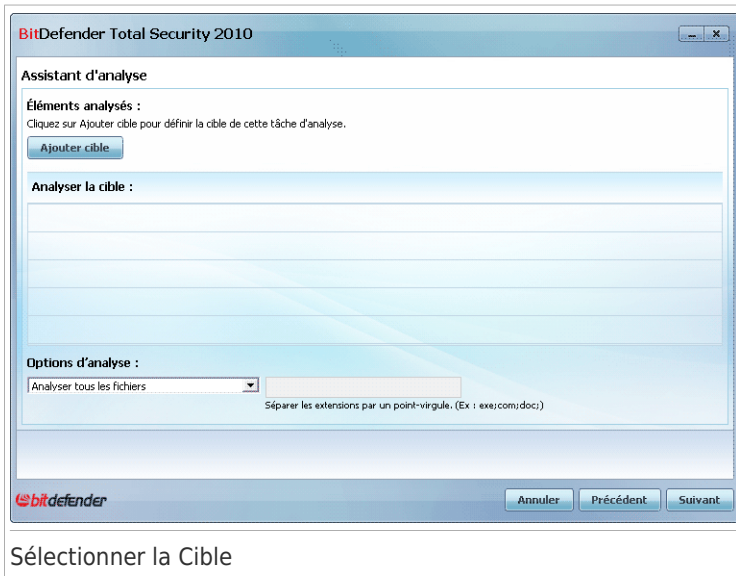 BitDefender Total Security 2010
Assistant d'analyse
Éléments analysés :
Cliquez sur Ajouter cible pour définir la cible de cette tâche d'analyse.
Ajouter cible
Analyser la cible :
Options d'analyse :
Analyser tous les fichiers
Séparer les extensions par un point-virgule. (Ex : exe;com;doc;)
bitdefender
Annuler Précédent Suivant
Sélectionner la Cible